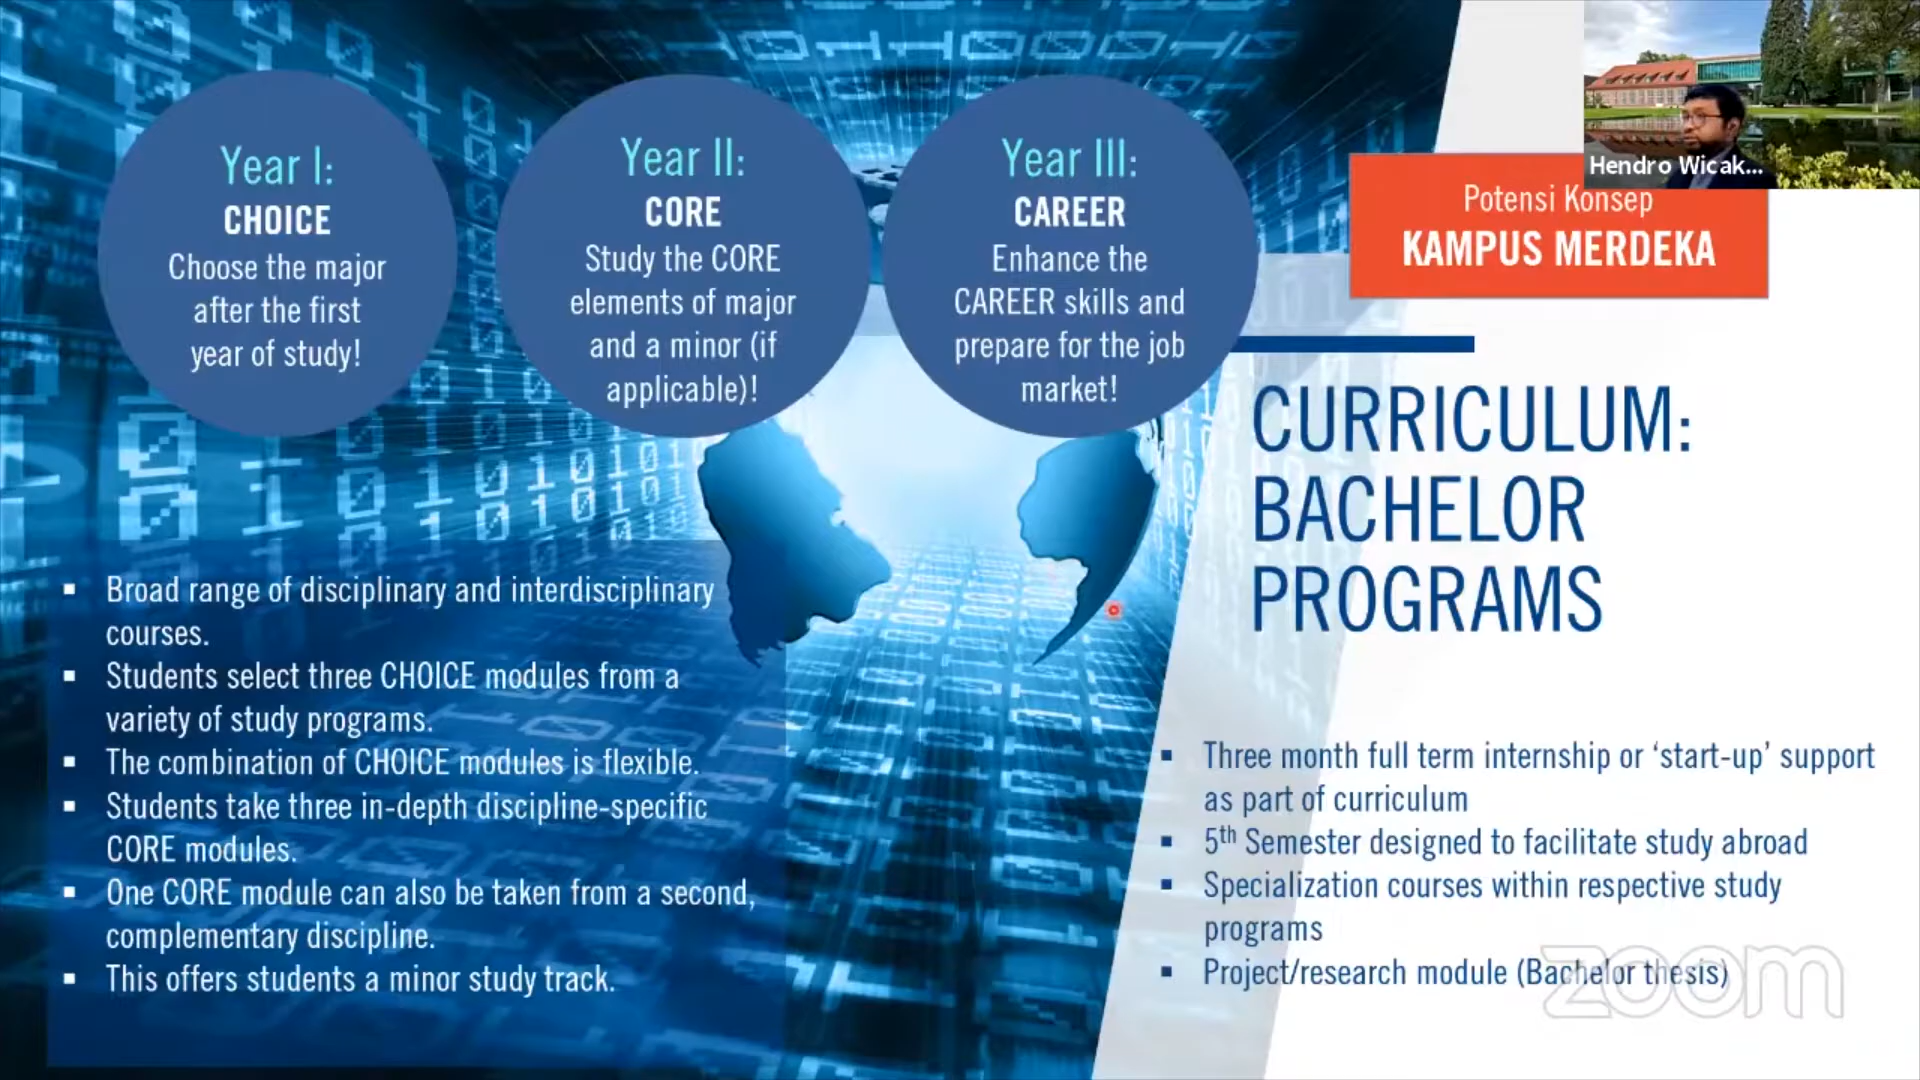 Year I:
CHOICE
Choose the major
after the first
year of study!
Year II:
CORE
Study the CORE
elements of major
and a minor (if
applicable)!
Year III:
CAREER
Enhance the
CAREER skills and
prepare for the job
market!
Hendro Wicak...
Potensi Konsep
KAMPUS MERDEKA
CURRICULUM:
BACHELOR
PROGRAMS
▪ Broad range of disciplinary and interdisciplinary
courses.
▪ Students select three CHOICE modules from a
variety of study programs.
▪ The combination of CHOICE modules is flexible.
▪ Students take three in-depth discipline-specific
CORE modules.
▪ One CORE module can also be taken from a second,
complementary discipline.
▪ This offers students a minor study track.
▪ Three month full term internship or ‘start-up’ support
as part of curriculum
▪ 5th Semester designed to facilitate study abroad
▪ Specialization courses within respective study
programs
▪ Project/research module (Bachelor thesis)
zoom